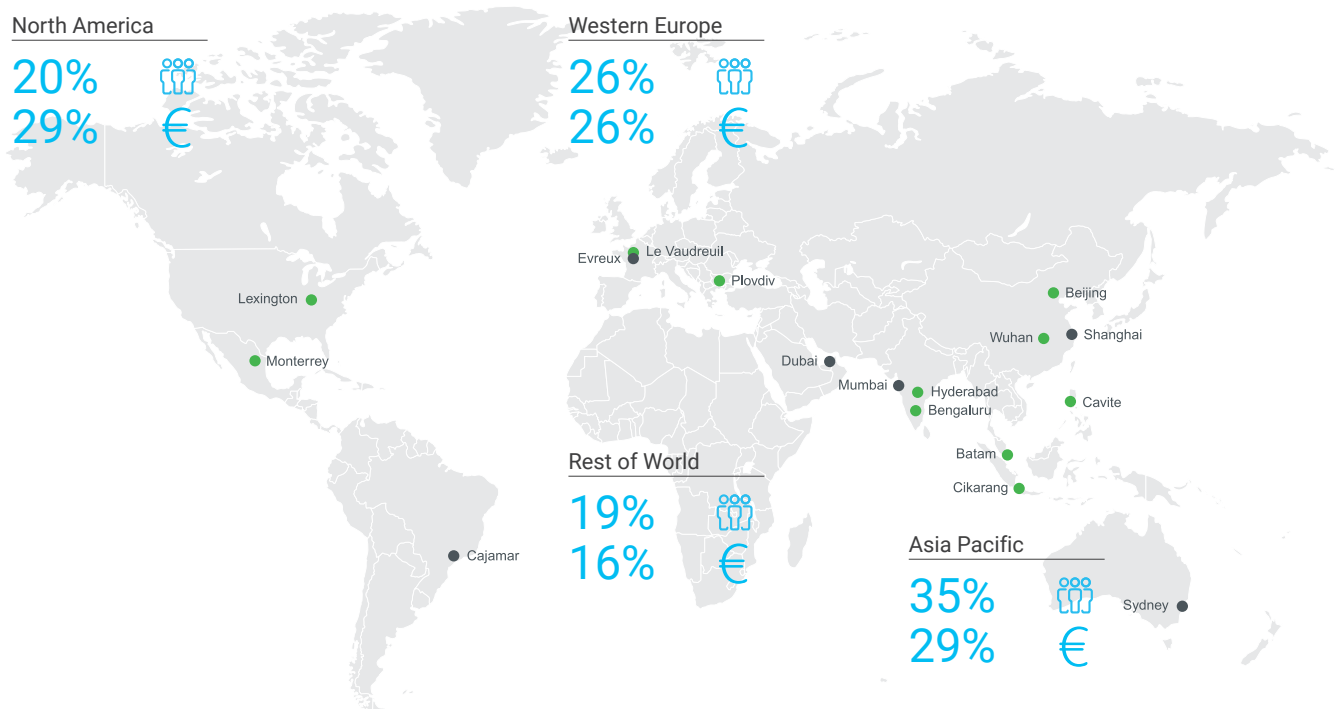 North America
20%
29% €
Western Europe
26%
26% €
Evreux
Le Vaudreuil
Plovdiv
Lexington
Monterrey
Beijing
Wuhan
Shanghai
Dubai
Mumbai
Hyderabad
Bengaluru
Cavite
Batam
Cikarang
Rest of World
19%
16% €
Cajamar
Asia Pacific
35%
29% €
Sydney